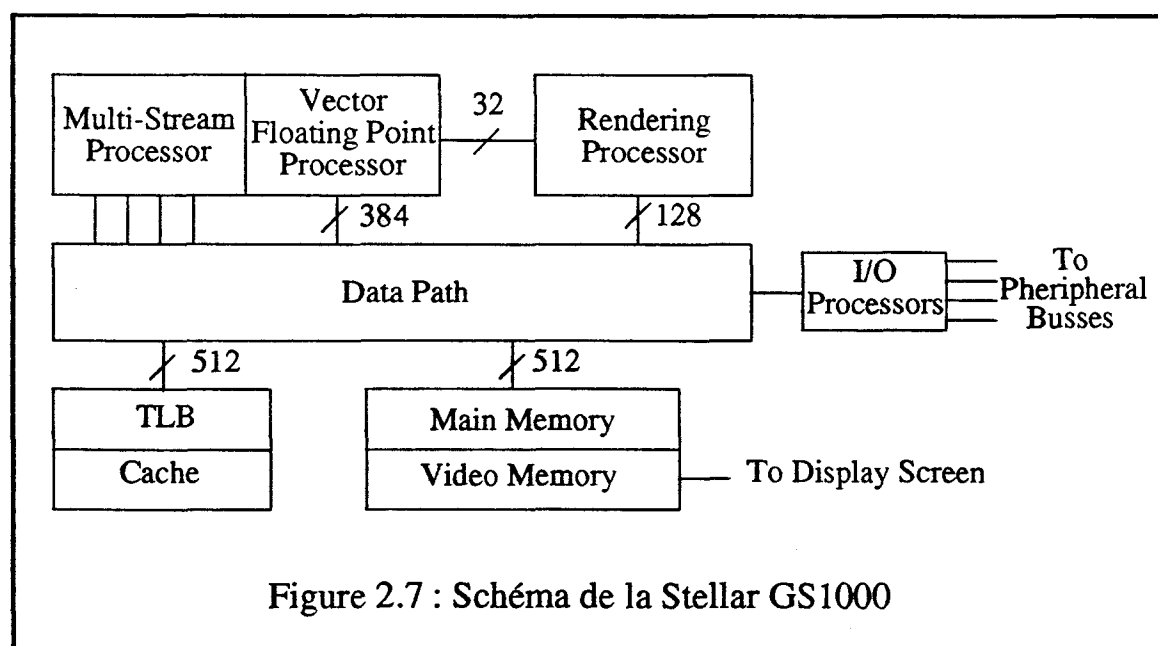 Multi-Stream
Processor
Vector
Floating Point
Processor
32
Rendering
Processor
384
128
Data Path
I/O
Processors
To
Pheripheral
Busses
512
512
TLB
Cache
Main Memory
Video Memory
To Display Screen
Figure 2.7 : Schéma de la Stellar GS1000